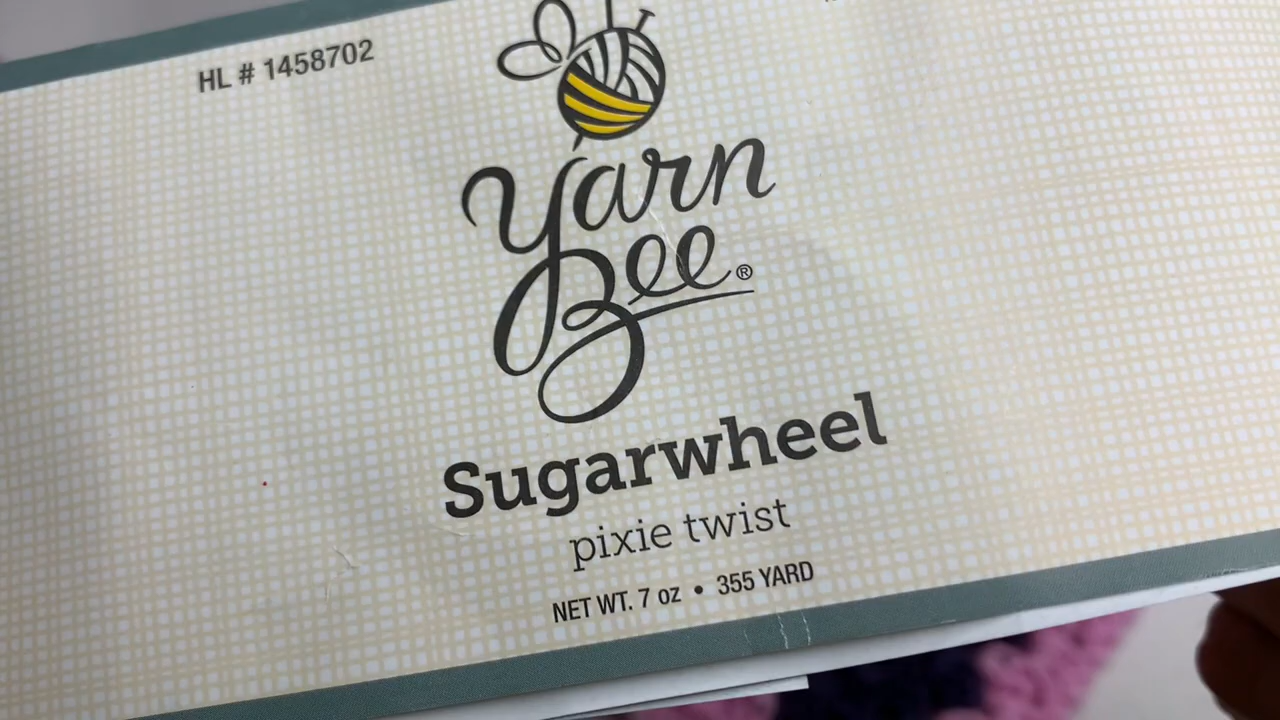 HL # 1458702
Yarn
Bee®
Sugarwheel
pixie twist
NET WT. 7 oz • 355 YARD